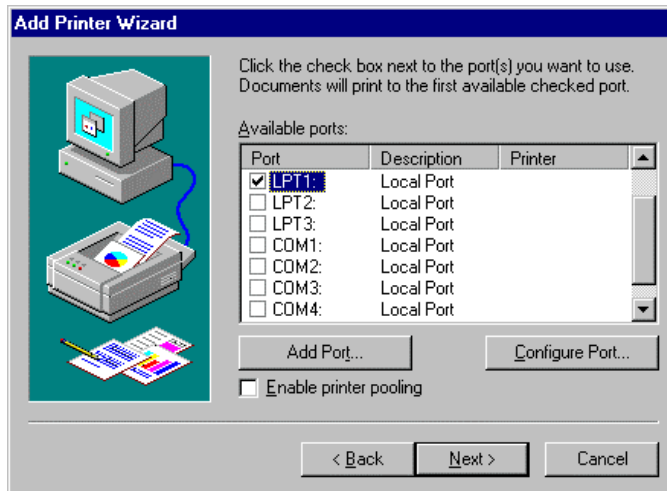 Add Printer Wizard
Click the check box next to the port(s) you want to use.
Documents will print to the first available checked port.
Available ports:
Port Description Printer
LPT1: Local Port
LPT2: Local Port
LPT3: Local Port
COM1: Local Port
COM2: Local Port
COM3: Local Port
COM4: Local Port
Add Port... Configure Port...
Enable printer pooling
< Back Next > Cancel